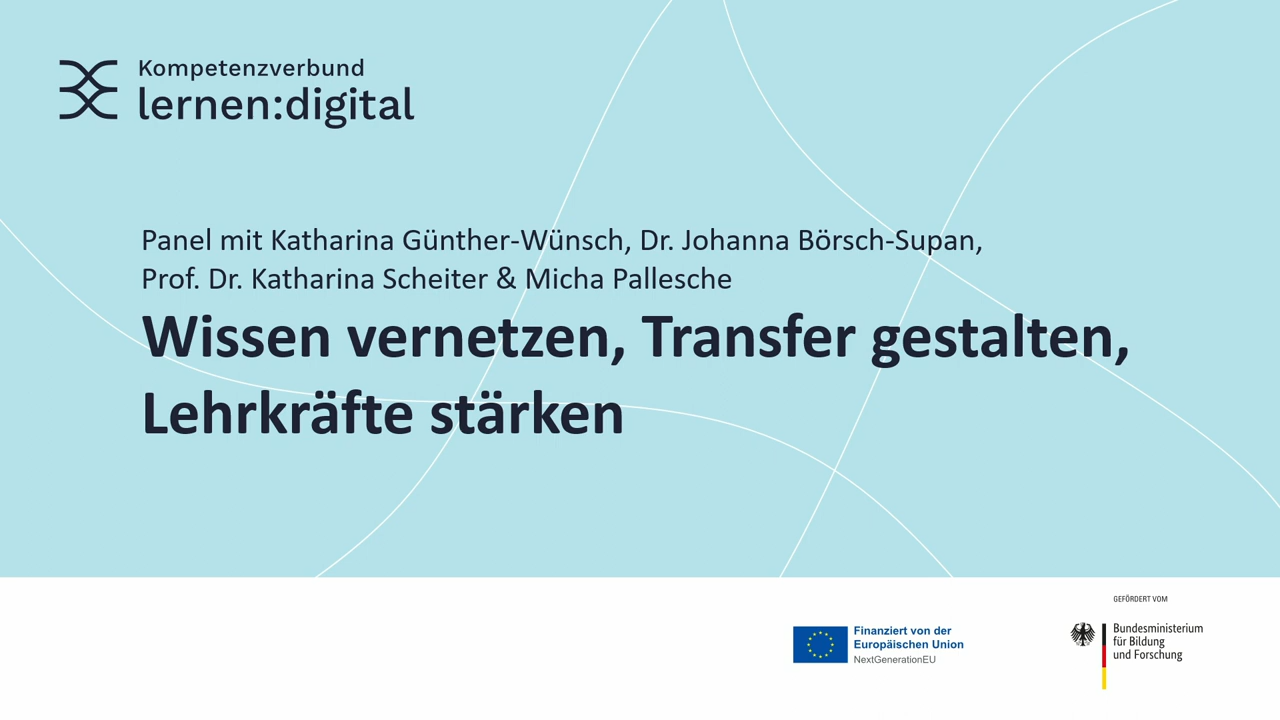 Kompetenzverbund
lernen:digital
Panel mit Katharina Günther-Wünsch, Dr. Johanna Börsch-Supan,
Prof. Dr. Katharina Scheiter & Micha Pallesche
Wissen vernetzen, Transfer gestalten,
Lehrkräfte stärken
Finanziert von der
Europäischen Union
NextGenerationEU
GEFÖRDERT VOM
Bundesministerium
für Bildung
und Forschung